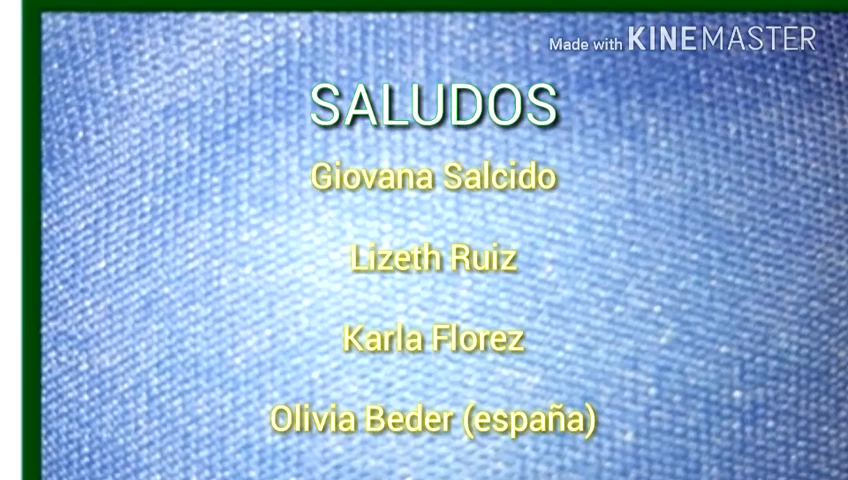 Made with KINEMASTER
SALUDOS
Giovana Salcido
Lizeth Ruiz
Karla Florez
Olivia Beder (españa)